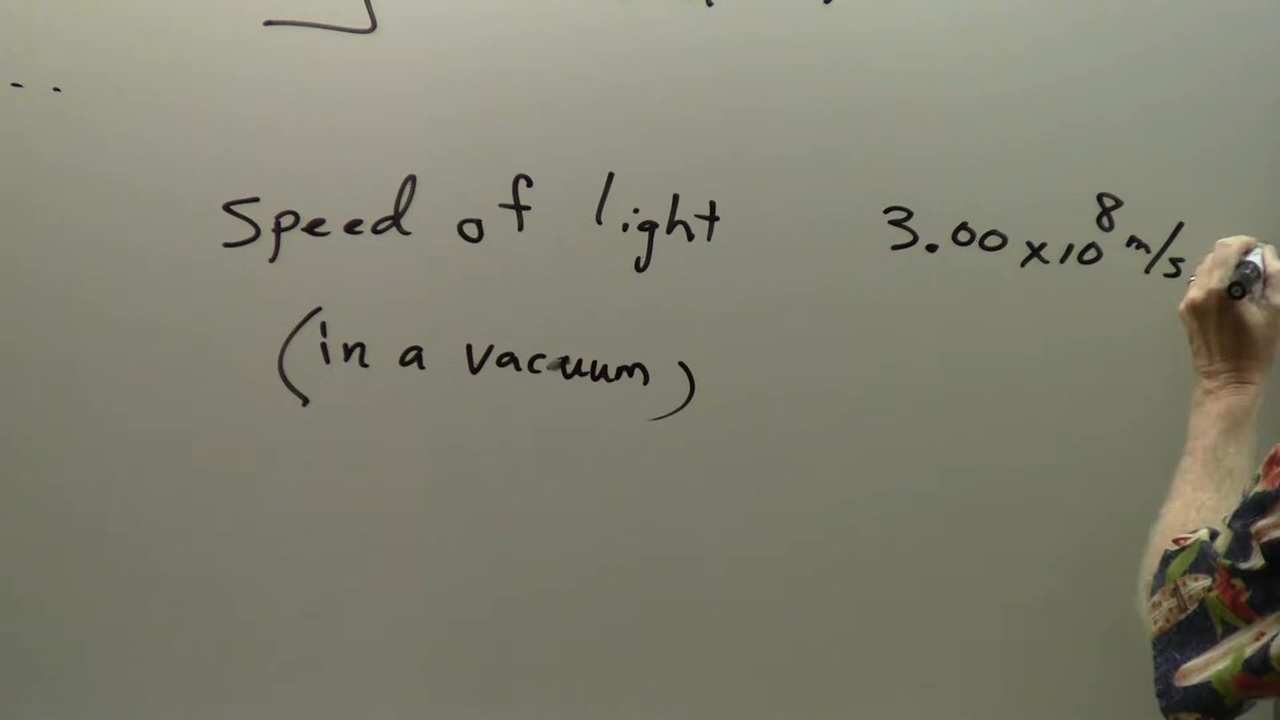 Speed of light 3.00 x 10⁸ m/s
(in a vacuum)